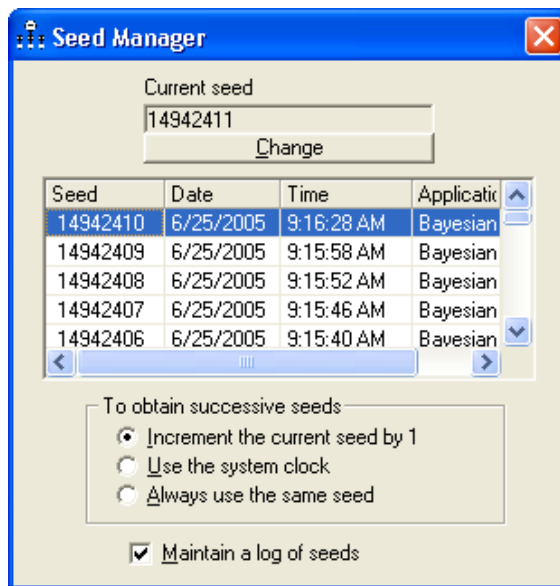 Seed Manager
Current seed
14942411
Change
Seed Date Time Applicatic
14942410 6/25/2005 9:16:28 AM Bayesian
14942409 6/25/2005 9:15:58 AM Bayesian
14942408 6/25/2005 9:15:52 AM Bayesian
14942407 6/25/2005 9:15:46 AM Bayesian
14942406 6/25/2005 9:15:40 AM Bayesian
To obtain successive seeds
Increment the current seed by 1
Use the system clock
Always use the same seed
Maintain a log of seeds